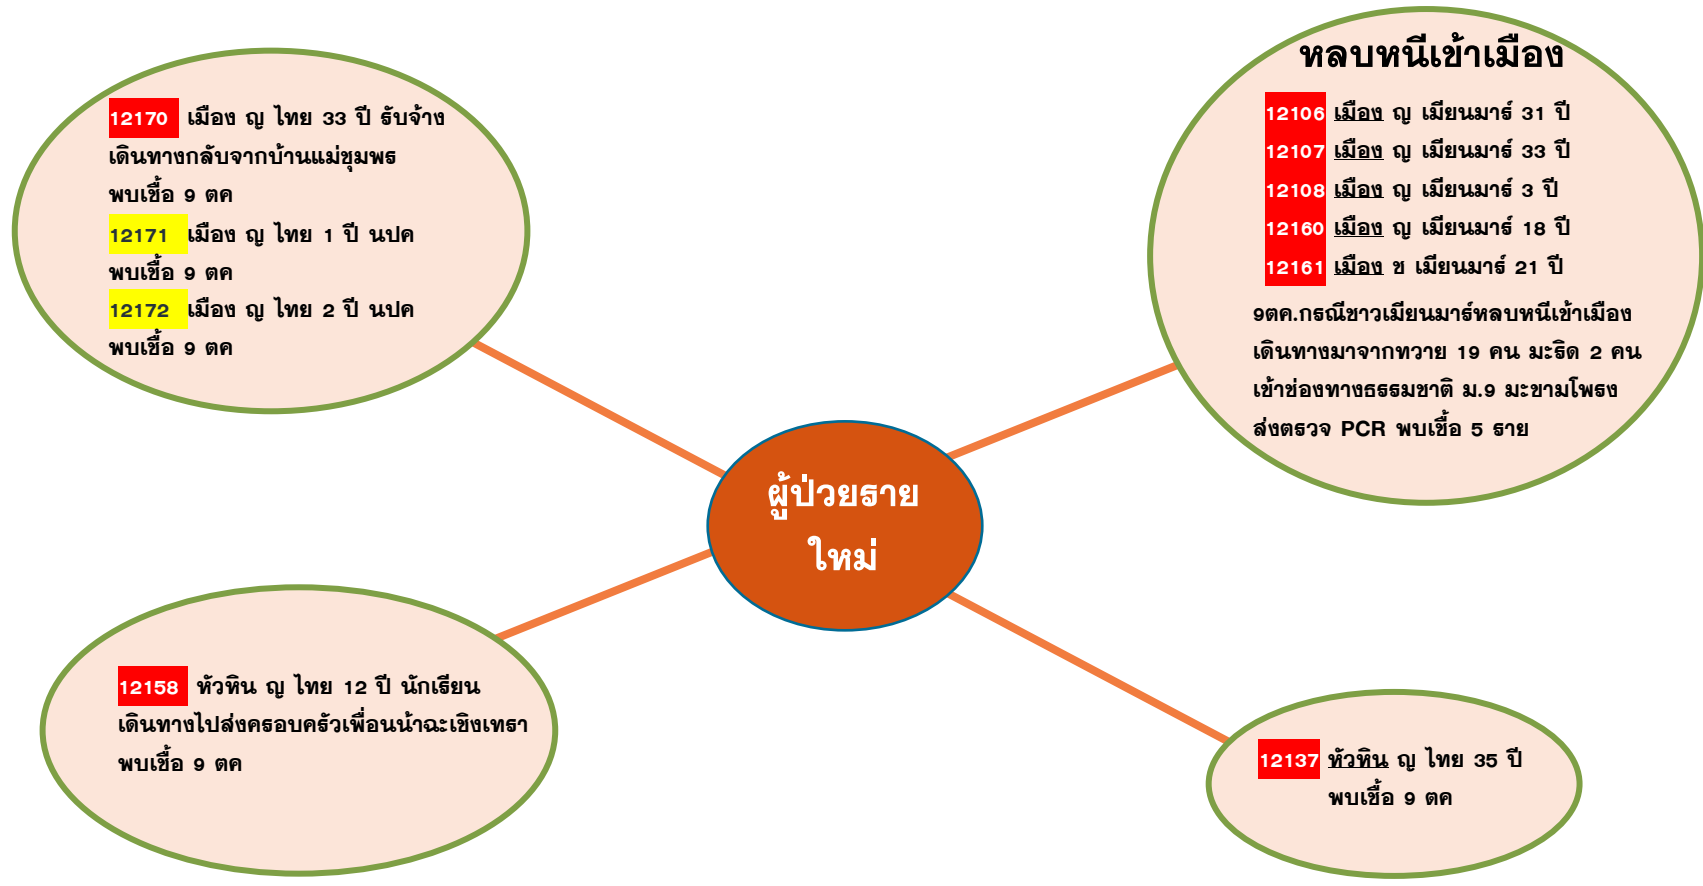 12170 เมือง ญ ไทย 33 ปี รับจ้าง
เดินทางกลับจากบ้านแม่ชุมพร
พบเชื้อ 9 ตค
12171 เมือง ญ ไทย 1 ปี นปค
พบเชื้อ 9 ตค
12172 เมือง ญ ไทย 2 ปี นปค
พบเชื้อ 9 ตค
หลบหนีเข้าเมือง
12106 เมือง ญ เมียนมาร์ 31 ปี
12107 เมือง ญ เมียนมาร์ 33 ปี
12108 เมือง ญ เมียนมาร์ 3 ปี
12160 เมือง ญ เมียนมาร์ 18 ปี
12161 เมือง ช เมียนมาร์ 21 ปี
9ตค.กรณีชาวเมียนมาร์หลบหนีเข้าเมือง
เดินทางมาจากทวาย 19 คน มะริด 2 คน
เข้าช่องทางธรรมชาติ ม.9 มะขามโพรง
ส่งตรวจ PCR พบเชื้อ 5 ราย
ผู้ป่วยราย
ใหม่
12158 หัวหิน ญ ไทย 12 ปี นักเรียน
เดินทางไปส่งครอบครัวเพื่อนน้าฉะเชิงเทรา
พบเชื้อ 9 ตค
12137 หัวหิน ญ ไทย 35 ปี
พบเชื้อ 9 ตค